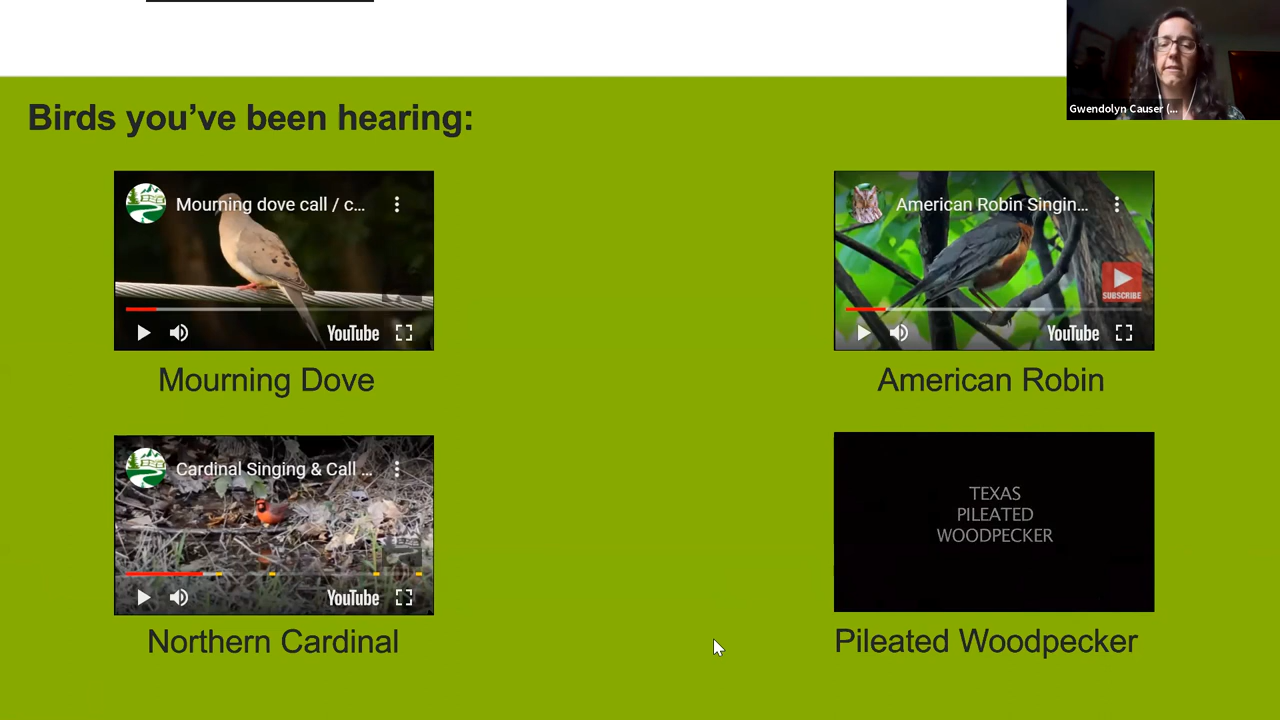 Gwendolyn Causer (...
Birds you've been hearing:
Mourning dove call / c...
YouTube
Mourning Dove
American Robin Singin...
SUBSCRIBE
YouTube
American Robin
Cardinal Singing & Call ...
YouTube
Northern Cardinal
TEXAS
PILEATED
WOODPECKER
Pileated Woodpecker